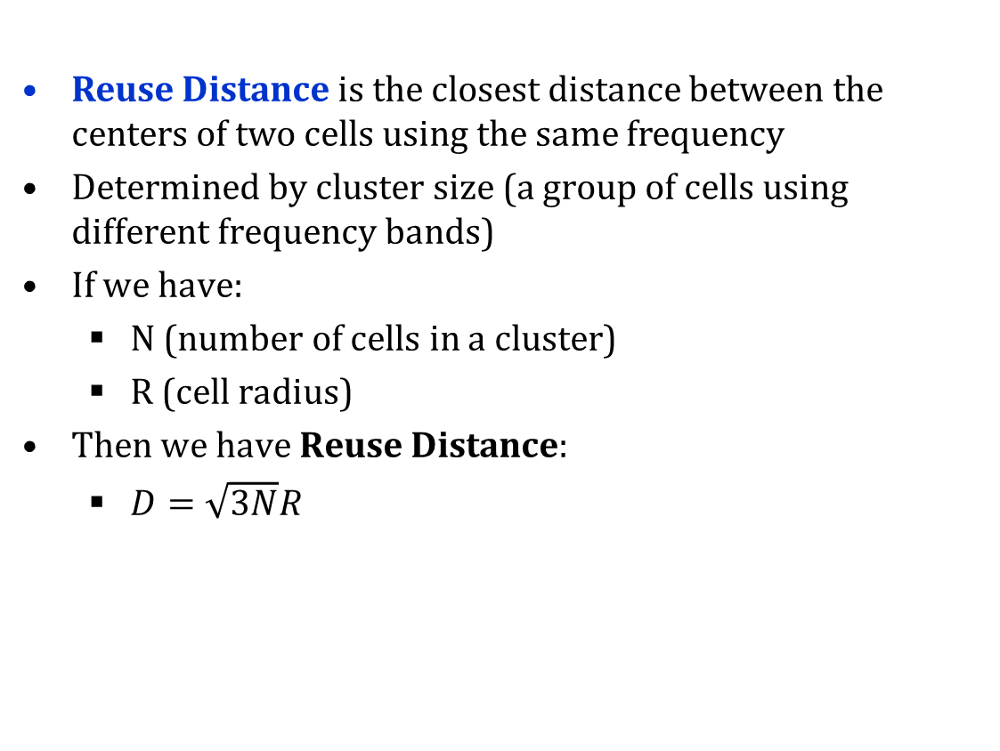 • Reuse Distance is the closest distance between the
centers of two cells using the same frequency
• Determined by cluster size (a group of cells using
different frequency bands)
• If we have:
▪ N (number of cells in a cluster)
▪ R (cell radius)
• Then we have Reuse Distance:
▪ D = √3N̅R